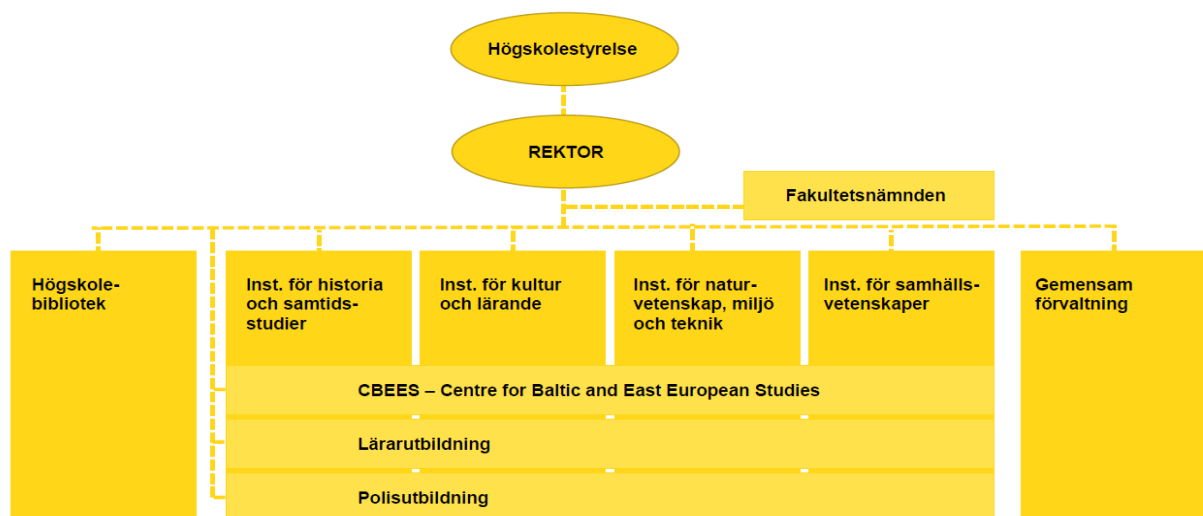 Högskolestyrelse
REKTOR
Fakultetsnämnden
Högskole-
bibliotek
Inst. för historia
och samtids-
studier
Inst. för kultur
och lärande
Inst. för natur-
vetenskap, miljö
och teknik
Inst. för samhälls-
vetenskaper
Gemensam
förvaltning
CBEES – Centre for Baltic and East European Studies
Lärarutbildning
Polisutbildning